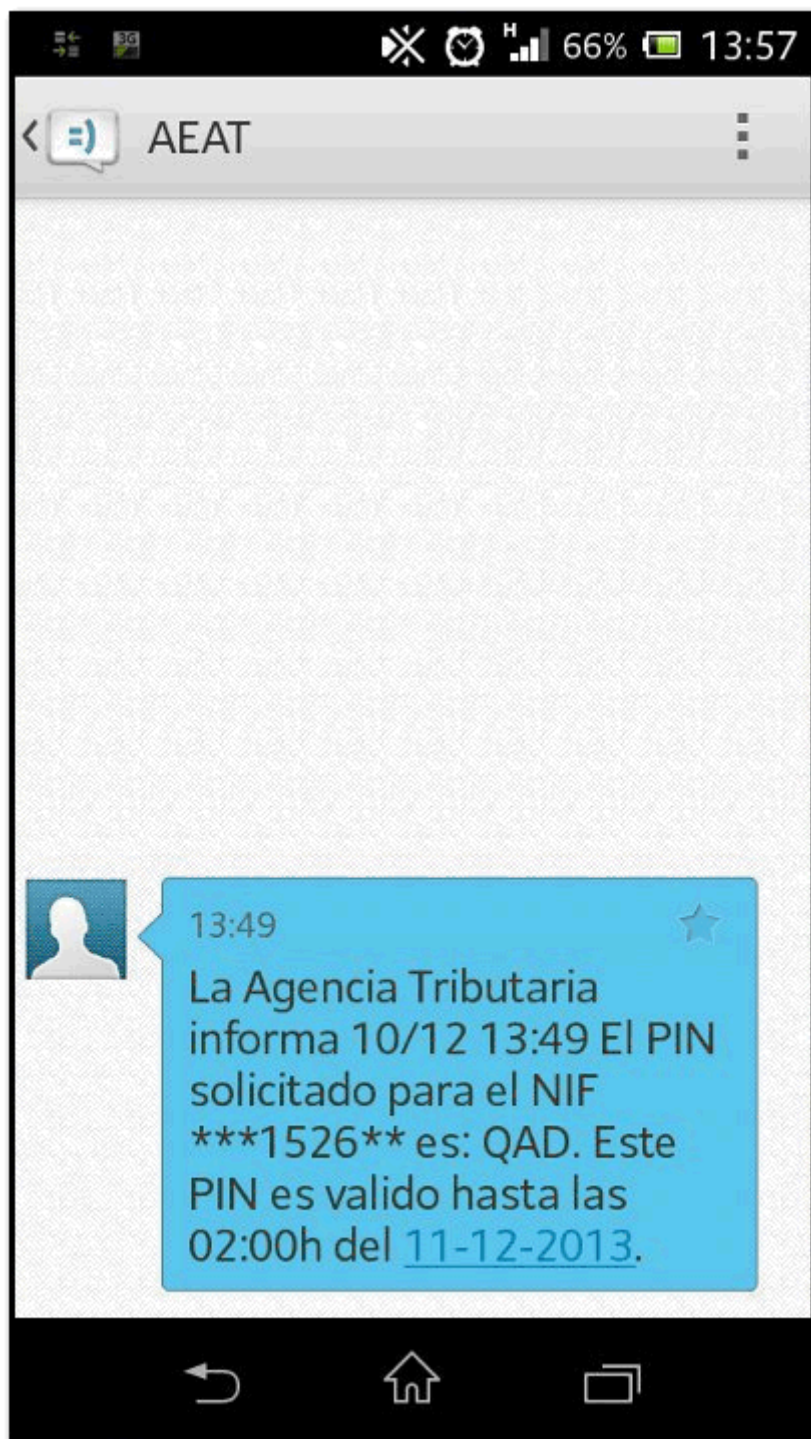 3G
H
66%
13:57
AEAT
13:49
La Agencia Tributaria
informa 10/12 13:49 El PIN
solicitado para el NIF
***1526** es: QAD. Este
PIN es valido hasta las
02:00h del 11-12-2013.